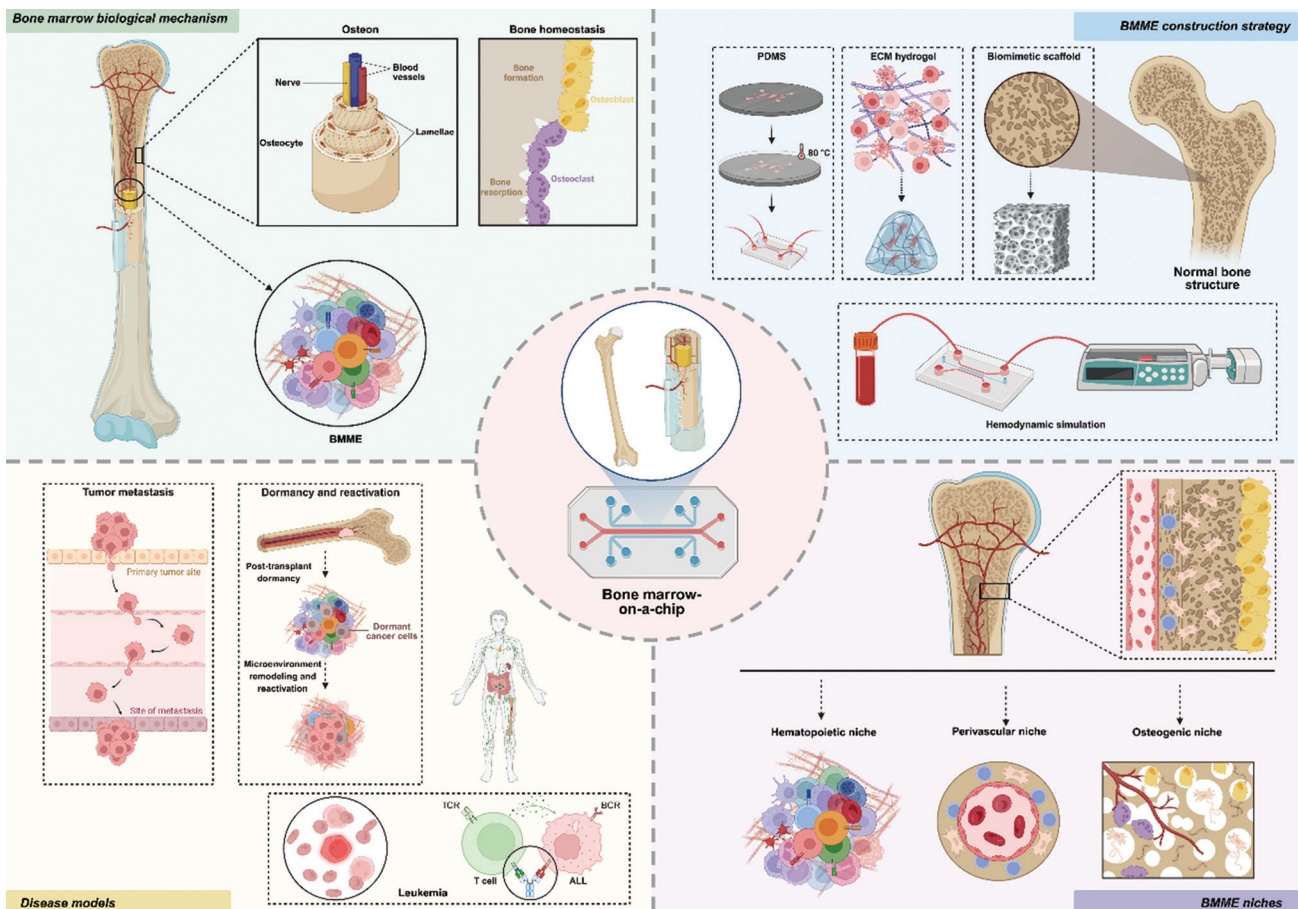 Bone marrow biological mechanism
Osteon
Nerve
Blood
vessels
Lamellae
Osteocyte
Bone homeostasis
Bone
formation
Osteoblast
Osteoclast
Bone
resorption
BMME
BMME construction strategy
PDMS
80 °C
ECM hydrogel
Biomimetic scaffold
Normal bone
structure
Hemodynamic simulation
Bone marrow-
on-a-chip
Tumor metastasis
Primary tumor site
Site of metastasis
Dormancy and reactivation
Post-transplant
dormancy
Dormant
cancer cells
Microenvironment
remodeling and
reactivation
TCR
BCR
T cell
ALL
Leukemia
Disease models
Hematopoietic niche
Perivascular niche
Osteogenic niche
BMME niches